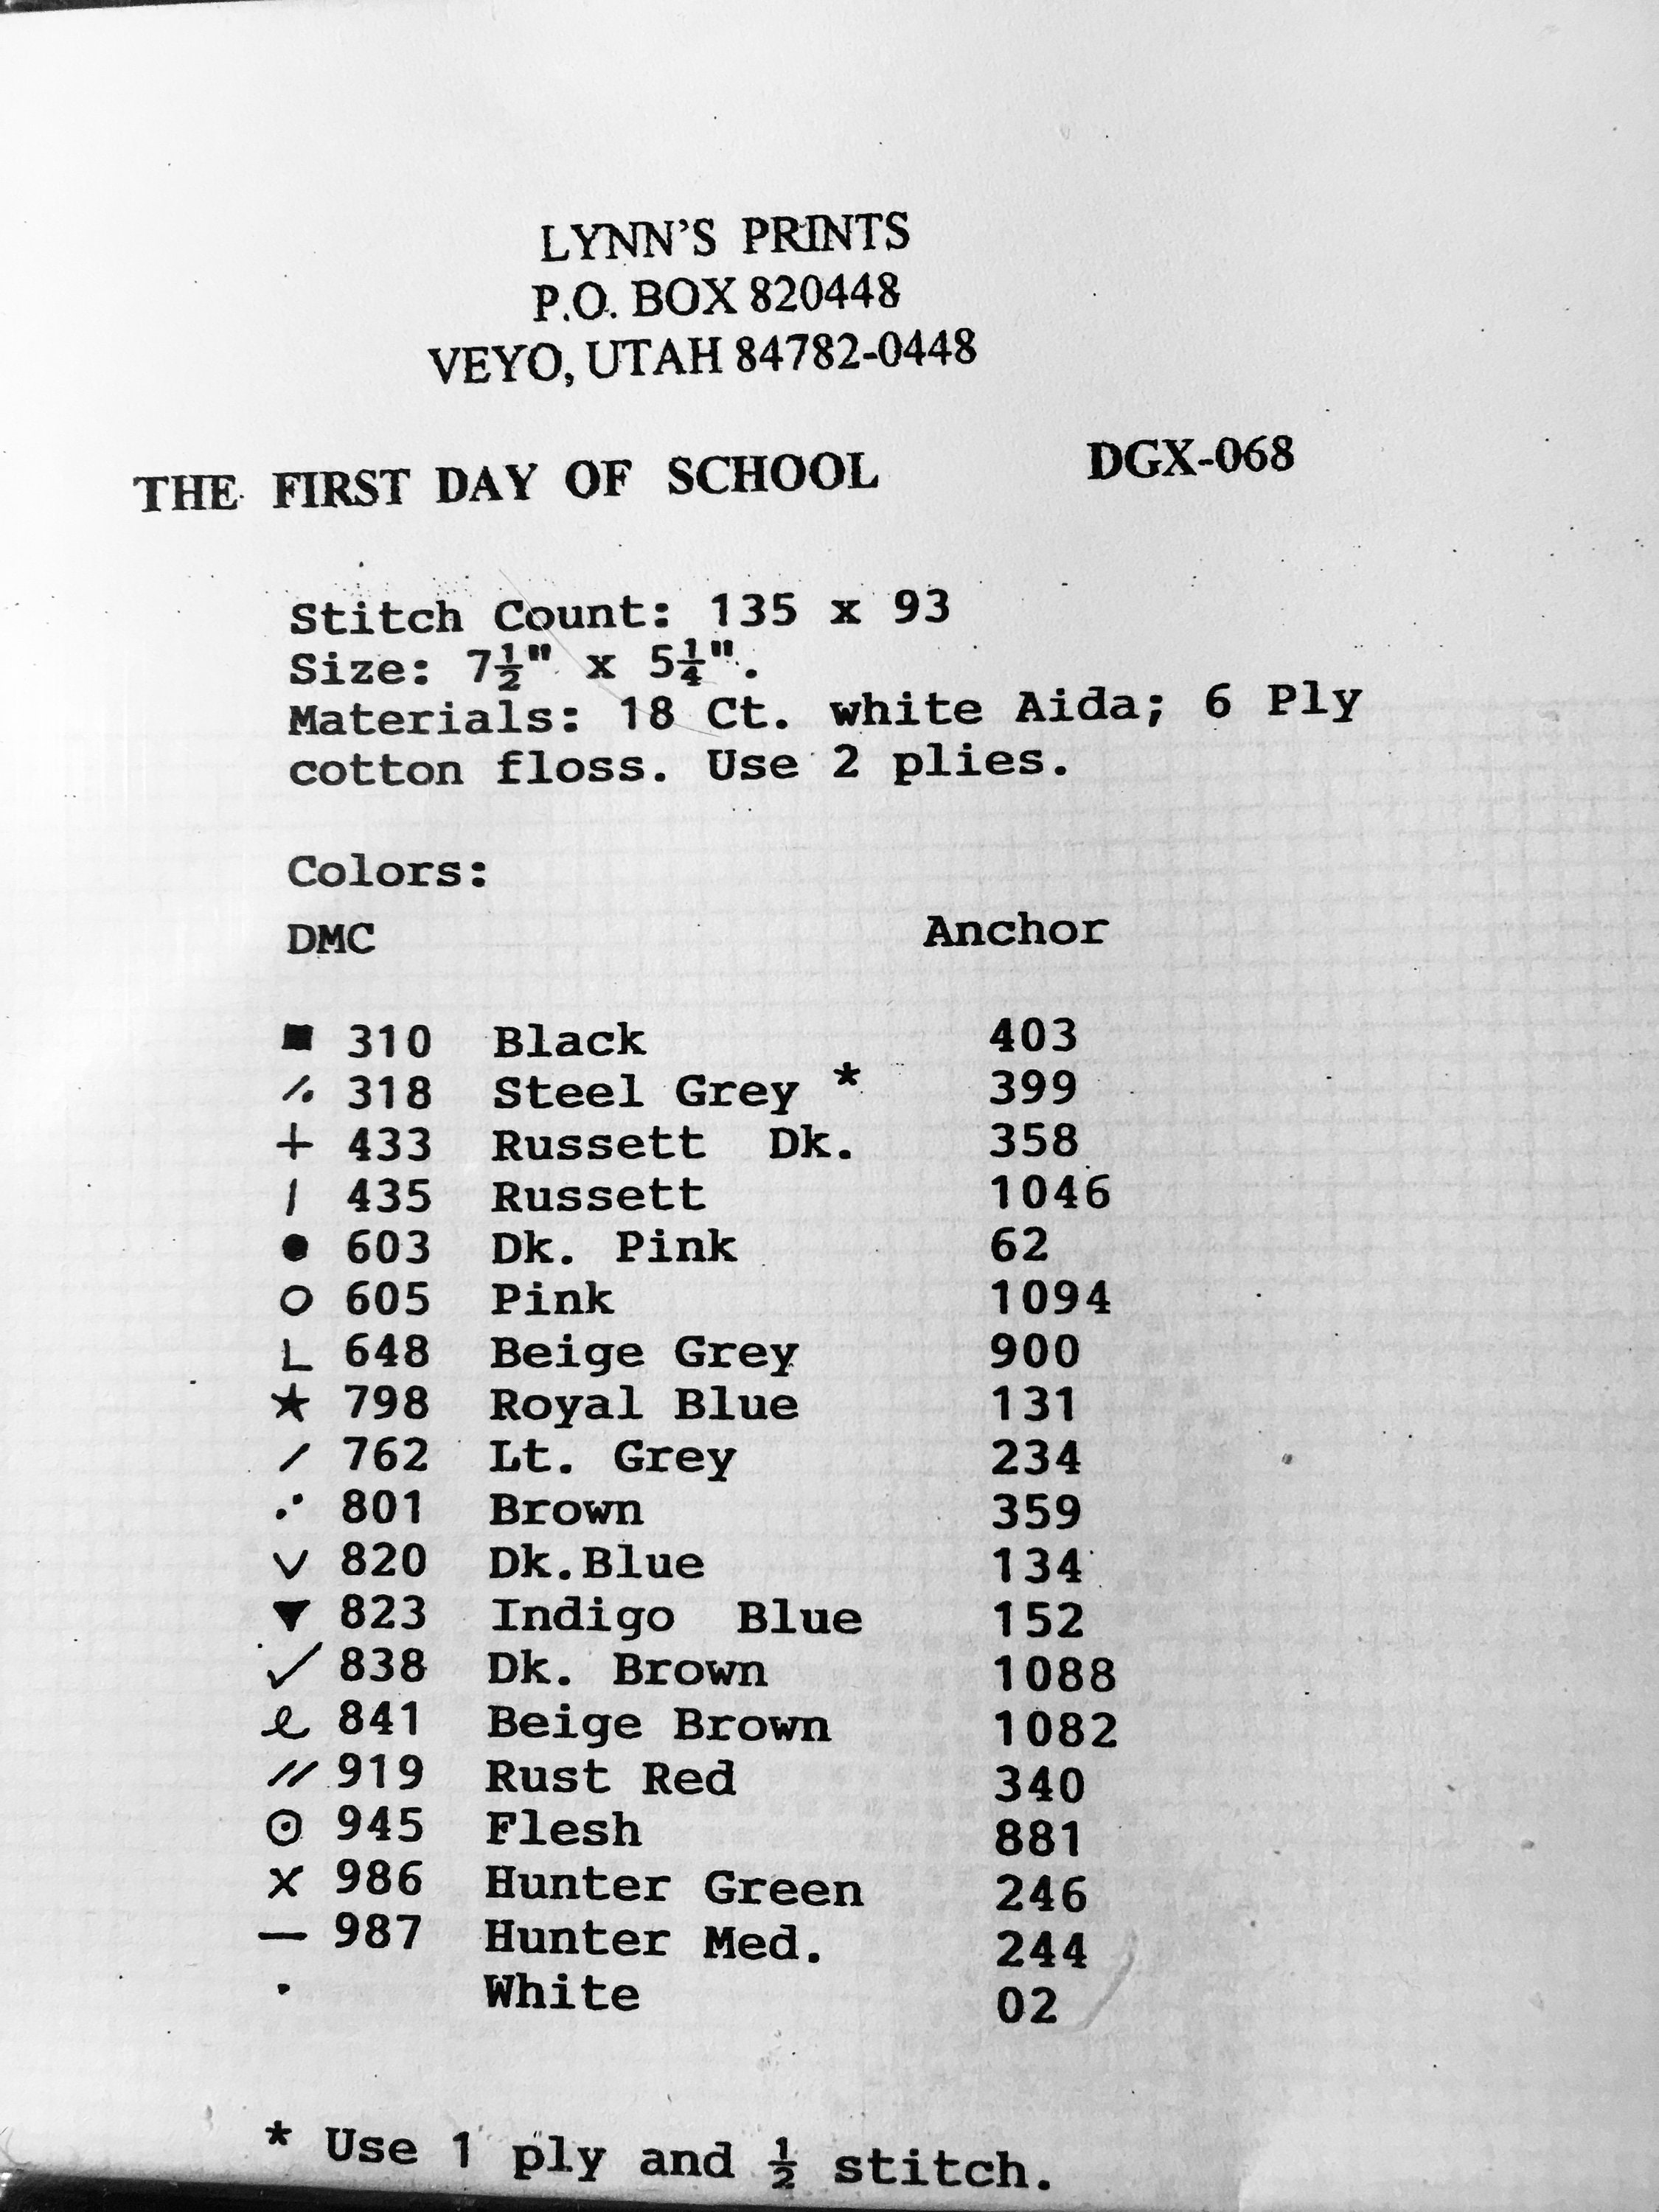 LYNN'S PRINTS
P.O. BOX 820448
VEYO, UTAH 84782-0448
THE FIRST DAY OF SCHOOL DGX-068
Stitch Count: 135 x 93
Size: 7½" x 5¼".
Materials: 18 Ct. white Aida; 6 Ply
cotton floss. Use 2 plies.
Colors:
DMC Anchor
■ 310 Black 403
⁄. 318 Steel Grey * 399
+ 433 Russett Dk. 358
| 435 Russett 1046
● 603 Dk. Pink 62
○ 605 Pink 1094
L 648 Beige Grey 900
★ 798 Royal Blue 131
/ 762 Lt. Grey 234
⋰ 801 Brown 359
∨ 820 Dk.Blue 134
▼ 823 Indigo Blue 152
✓ 838 Dk. Brown 1088
e 841 Beige Brown 1082
// 919 Rust Red 340
⊙ 945 Flesh 881
x 986 Hunter Green 246
— 987 Hunter Med. 244
· White 02
* Use 1 ply and ½ stitch.